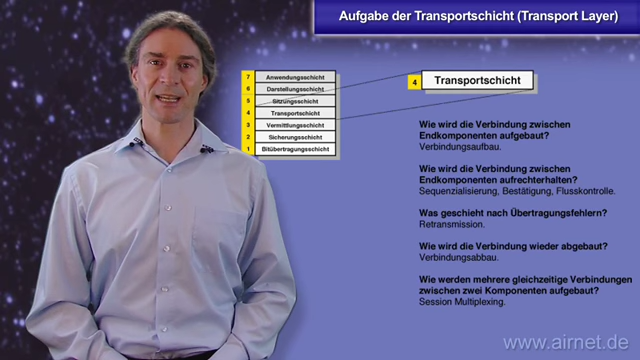 Aufgabe der Transportschicht (Transport Layer)
7 Anwendungsschicht
6 Darstellungsschicht
5 Sitzungsschicht
4 Transportschicht
3 Vermittlungsschicht
2 Sicherungsschicht
1 Bitübertragungsschicht
4 Transportschicht
Wie wird die Verbindung zwischen
Endkomponenten aufgebaut?
Verbindungsaufbau.
Wie wird die Verbindung zwischen
Endkomponenten aufrechterhalten?
Sequenzialisierung, Bestätigung, Flusskontrolle.
Was geschieht nach Übertragungsfehlern?
Retransmission.
Wie wird die Verbindung wieder abgebaut?
Verbindungsabbau.
Wie werden mehrere gleichzeitige Verbindungen
zwischen zwei Komponenten aufgebaut?
Session Multiplexing.
www.airnet.de